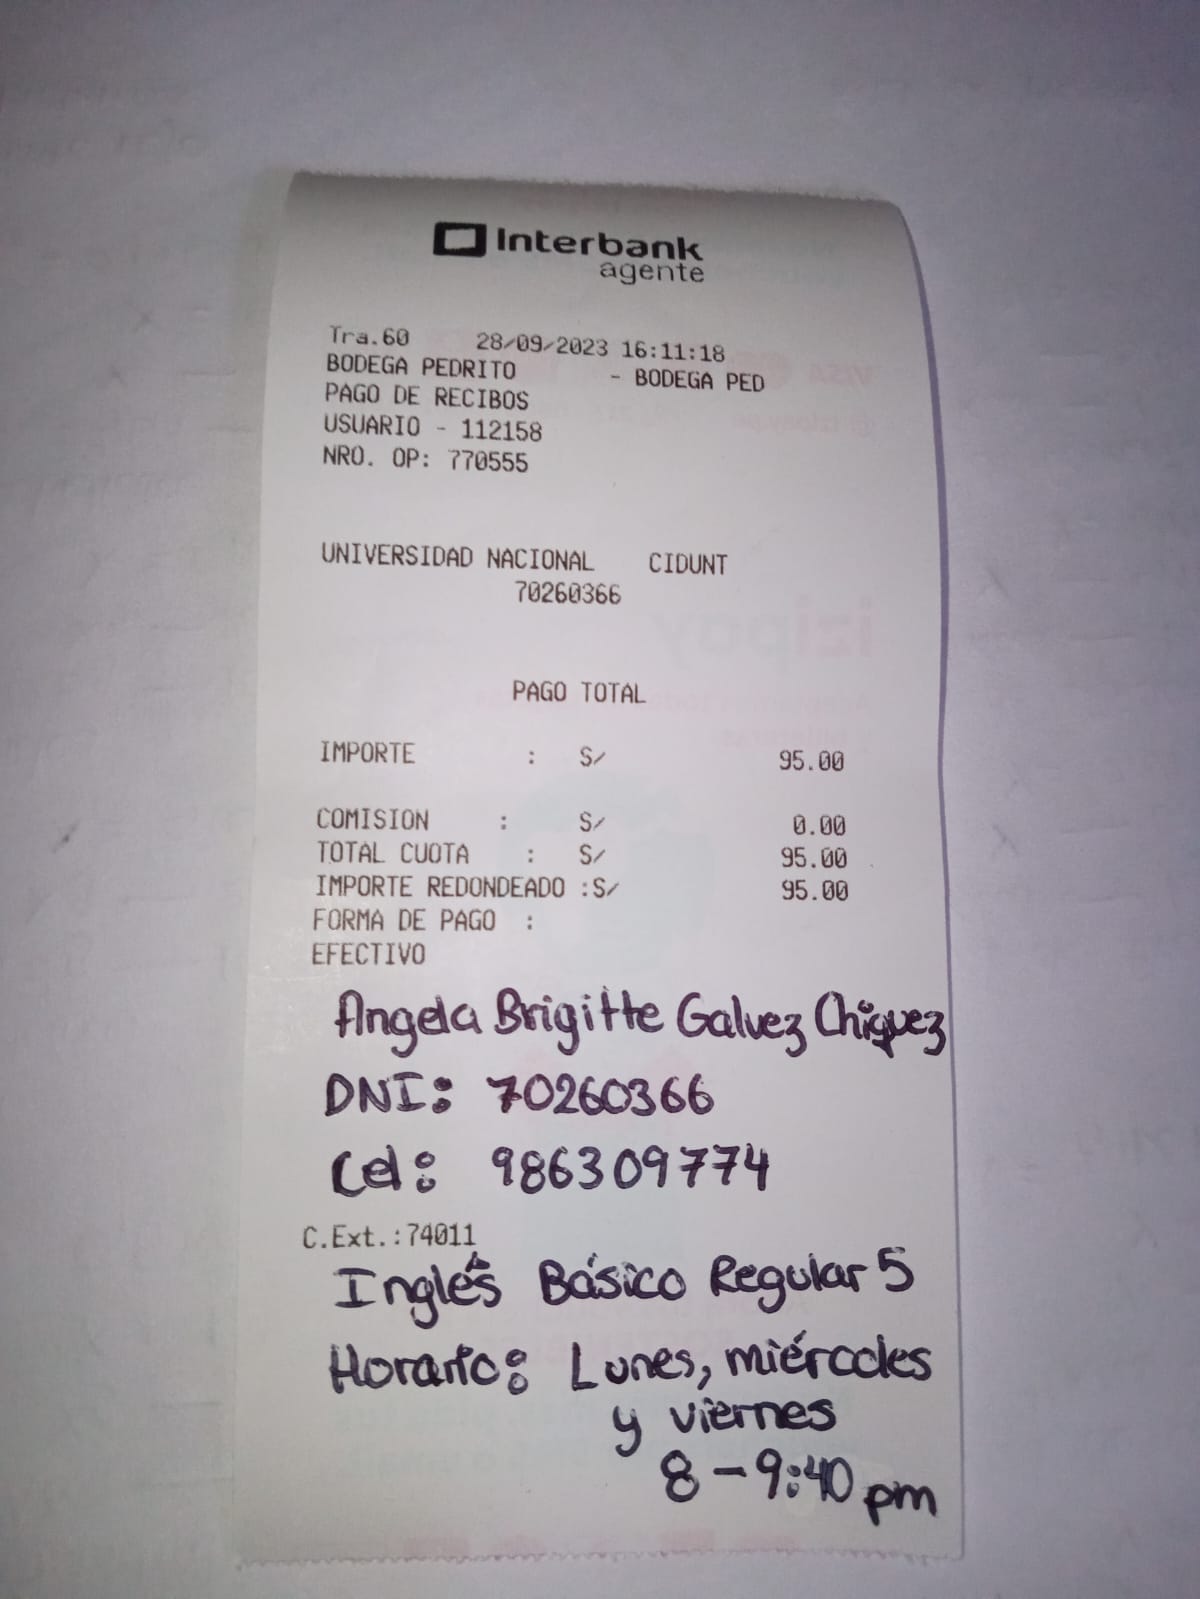 Interbank
agente
Tra.60 28/09/2023 16:11:18
BODEGA PEDRITO - BODEGA PED
PAGO DE RECIBOS
USUARIO - 112158
NRO. OP: 770555
UNIVERSIDAD NACIONAL CIDUNT
70260366
PAGO TOTAL
IMPORTE : S/ 95.00
COMISION : S/ 0.00
TOTAL CUOTA : S/ 95.00
IMPORTE REDONDEADO :S/ 95.00
FORMA DE PAGO :
EFECTIVO
Angela Brigitte Galvez Chiquez
DNI: 70260366
Cel: 986309774
C.Ext.:74011
Inglés Básico Regular 5
Horario: Lunes, miércoles
y viernes
8 - 9:40 pm